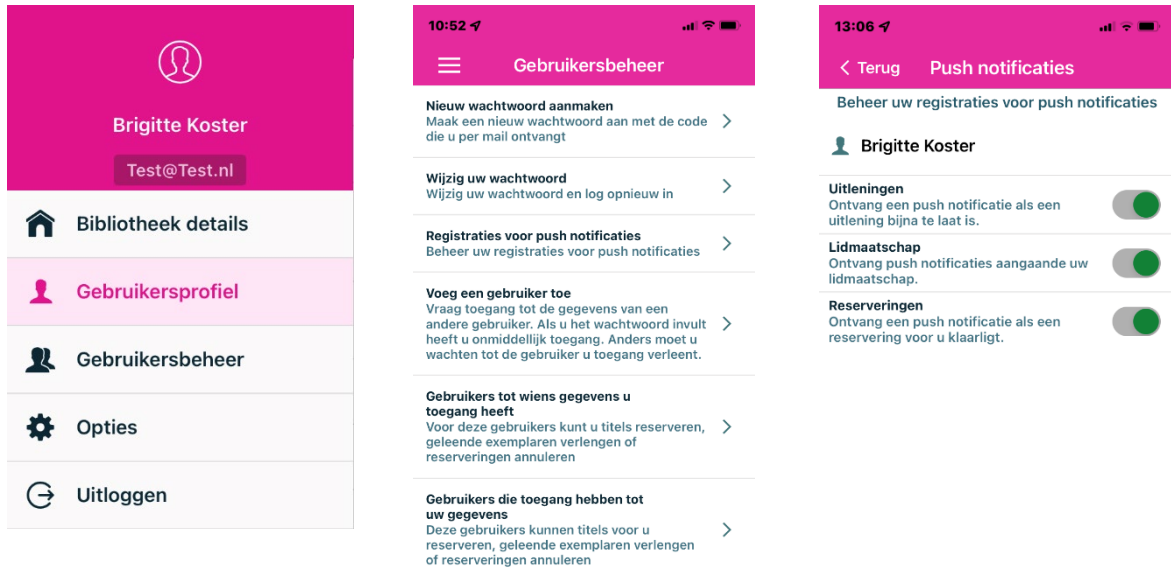 Brigitte Koster
Test@Test.nl
Bibliotheek details
Gebruikersprofiel
Gebruikersbeheer
Opties
Uitloggen
10:52
Gebruikersbeheer
Nieuw wachtwoord aanmaken
Maak een nieuw wachtwoord aan met de code
die u per mail ontvangt
Wijzig uw wachtwoord
Wijzig uw wachtwoord en log opnieuw in
Registraties voor push notificaties
Beheer uw registraties voor push notificaties
Voeg een gebruiker toe
Vraag toegang tot de gegevens van een
andere gebruiker. Als u het wachtwoord invult
heeft u onmiddellijk toegang. Anders moet u
wachten tot de gebruiker u toegang verleent.
Gebruikers tot wiens gegevens u
toegang heeft
Voor deze gebruikers kunt u titels reserveren,
geleende exemplaren verlengen of
reserveringen annuleren
Gebruikers die toegang hebben tot
uw gegevens
Deze gebruikers kunnen titels voor u
reserveren, geleende exemplaren verlengen
of reserveringen annuleren
13:06
Terug Push notificaties
Beheer uw registraties voor push notificaties
Brigitte Koster
Uitleningen
Ontvang een push notificatie als een
uitlening bijna te laat is.
Lidmaatschap
Ontvang push notificaties aangaande uw
lidmaatschap.
Reserveringen
Ontvang een push notificatie als een
reservering voor u klaarligt.